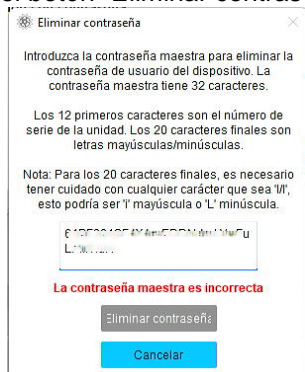 Eliminar contraseña
Introduzca la contraseña maestra para eliminar la
contraseña de usuario del dispositivo. La
contraseña maestra tiene 32 caracteres.
Los 12 primeros caracteres son el número de
serie de la unidad. Los 20 caracteres finales son
letras mayúsculas/minúsculas.
Nota: Para los 20 caracteres finales, es necesario
tener cuidado con cualquier carácter que sea 'I/l',
esto podría ser 'i' mayúscula o 'L' minúscula.
La contraseña maestra es incorrecta
Eliminar contraseña
Cancelar